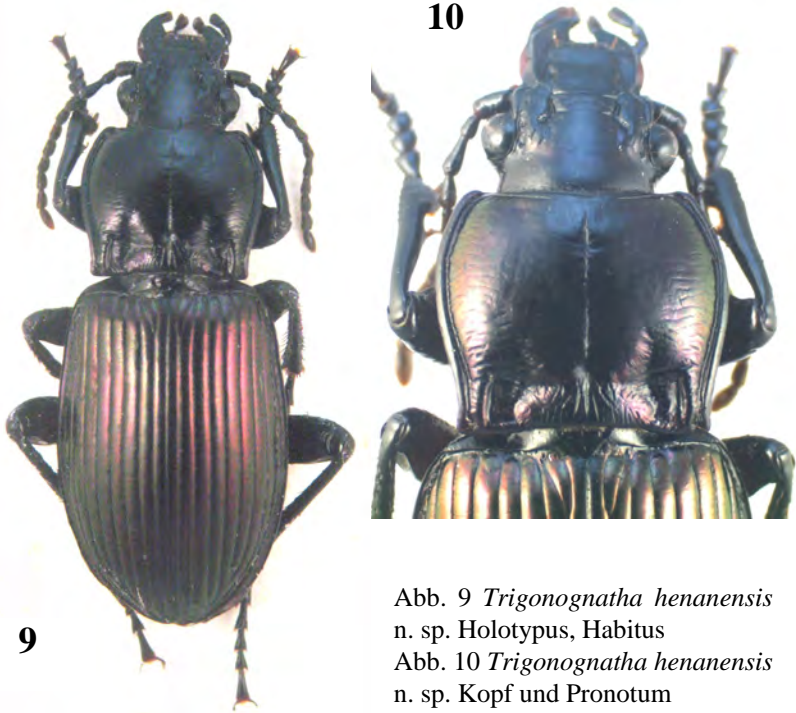 10
9
Abb. 9 Trigonognatha henanensis
n. sp. Holotypus, Habitus
Abb. 10 Trigonognatha henanensis
n. sp. Kopf und Pronotum